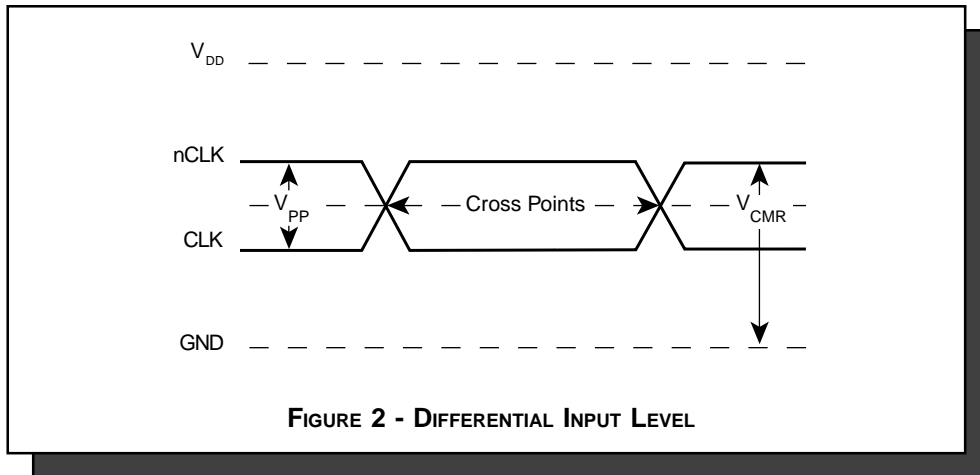 VDD
nCLK
VPP
Cross Points
VCMR
CLK
GND
FIGURE 2 - DIFFERENTIAL INPUT LEVEL